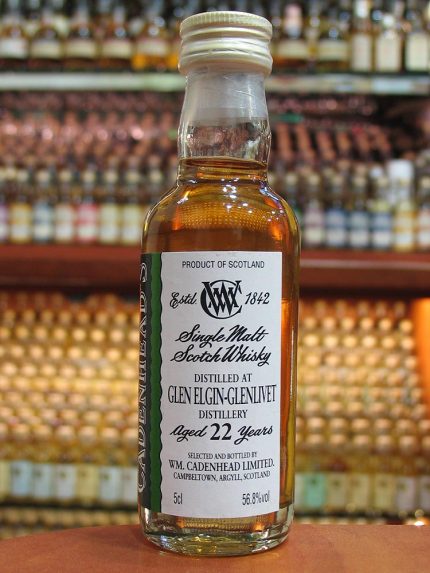 PRODUCT OF SCOTLAND
Estd WC 1842
Single Malt
Scotch Whisky
DISTILLED AT
GLEN ELGIN-GLENLIVET
DISTILLERY
Aged 22 Years
SELECTED AND BOTTLED BY
WM. CADENHEAD LIMITED.
CAMPBELTOWN, ARGYLL, SCOTLAND
5cl 56.8%vol
CADENHEAD'S